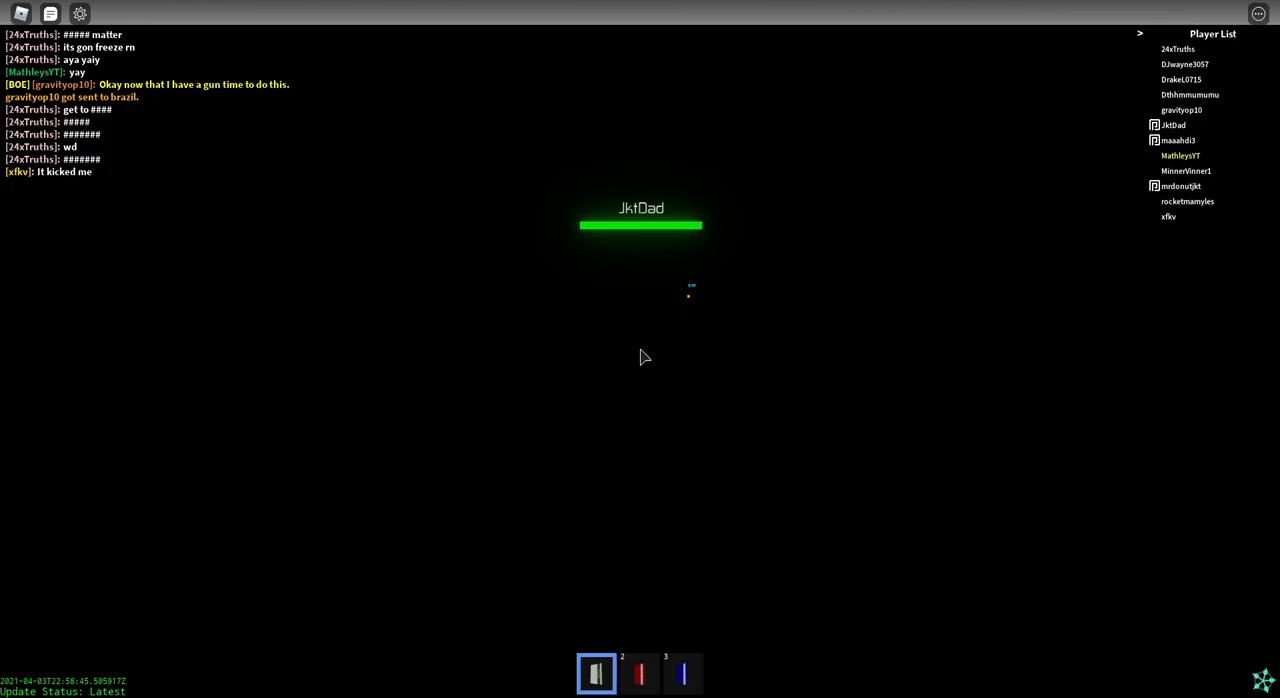 [24xTruths]: ##### matter
[24xTruths]: its gon freeze rn
[24xTruths]: aya yaiy
[MathleysYT]: yay
[BOE] [gravityop10]: Okay now that I have a gun time to do this.
gravityop10 got sent to brazil.
[24xTruths]: get to ####
[24xTruths]: #####
[24xTruths]: #######
[24xTruths]: wd
[24xTruths]: #######
[xfkv]: It kicked me
> Player List
24xTruths
DJwayne3057
DrakeL0715
Dthhmmumumu
gravityop10
JktDad
maaahdi3
MathleysYT
MinnerVinner1
mrdonutjkt
rocketmamyles
xfkv
JktDad
2
3
2021-04-03T22:58:45.505917Z
Update Status: Latest